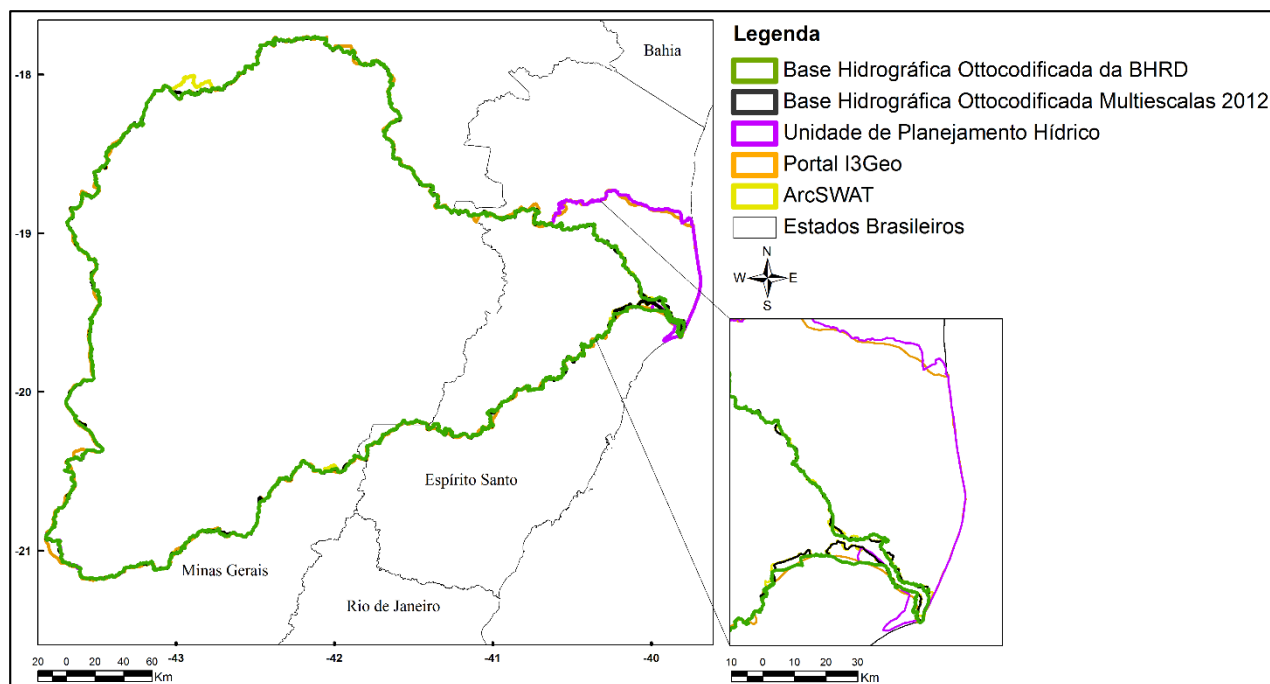 Legenda
Base Hidrográfica Ottocodificada da BHRD
Base Hidrográfica Ottocodificada Multiescalas 2012
Unidade de Planejamento Hídrico
Portal I3Geo
ArcSWAT
Estados Brasileiros
N
W E
S
Bahia
Espírito Santo
Minas Gerais
Rio de Janeiro
-18
-19
-20
-21
-43 -42 -41 -40
20 0 20 40 60
Km
10 0 10 20 30
Km